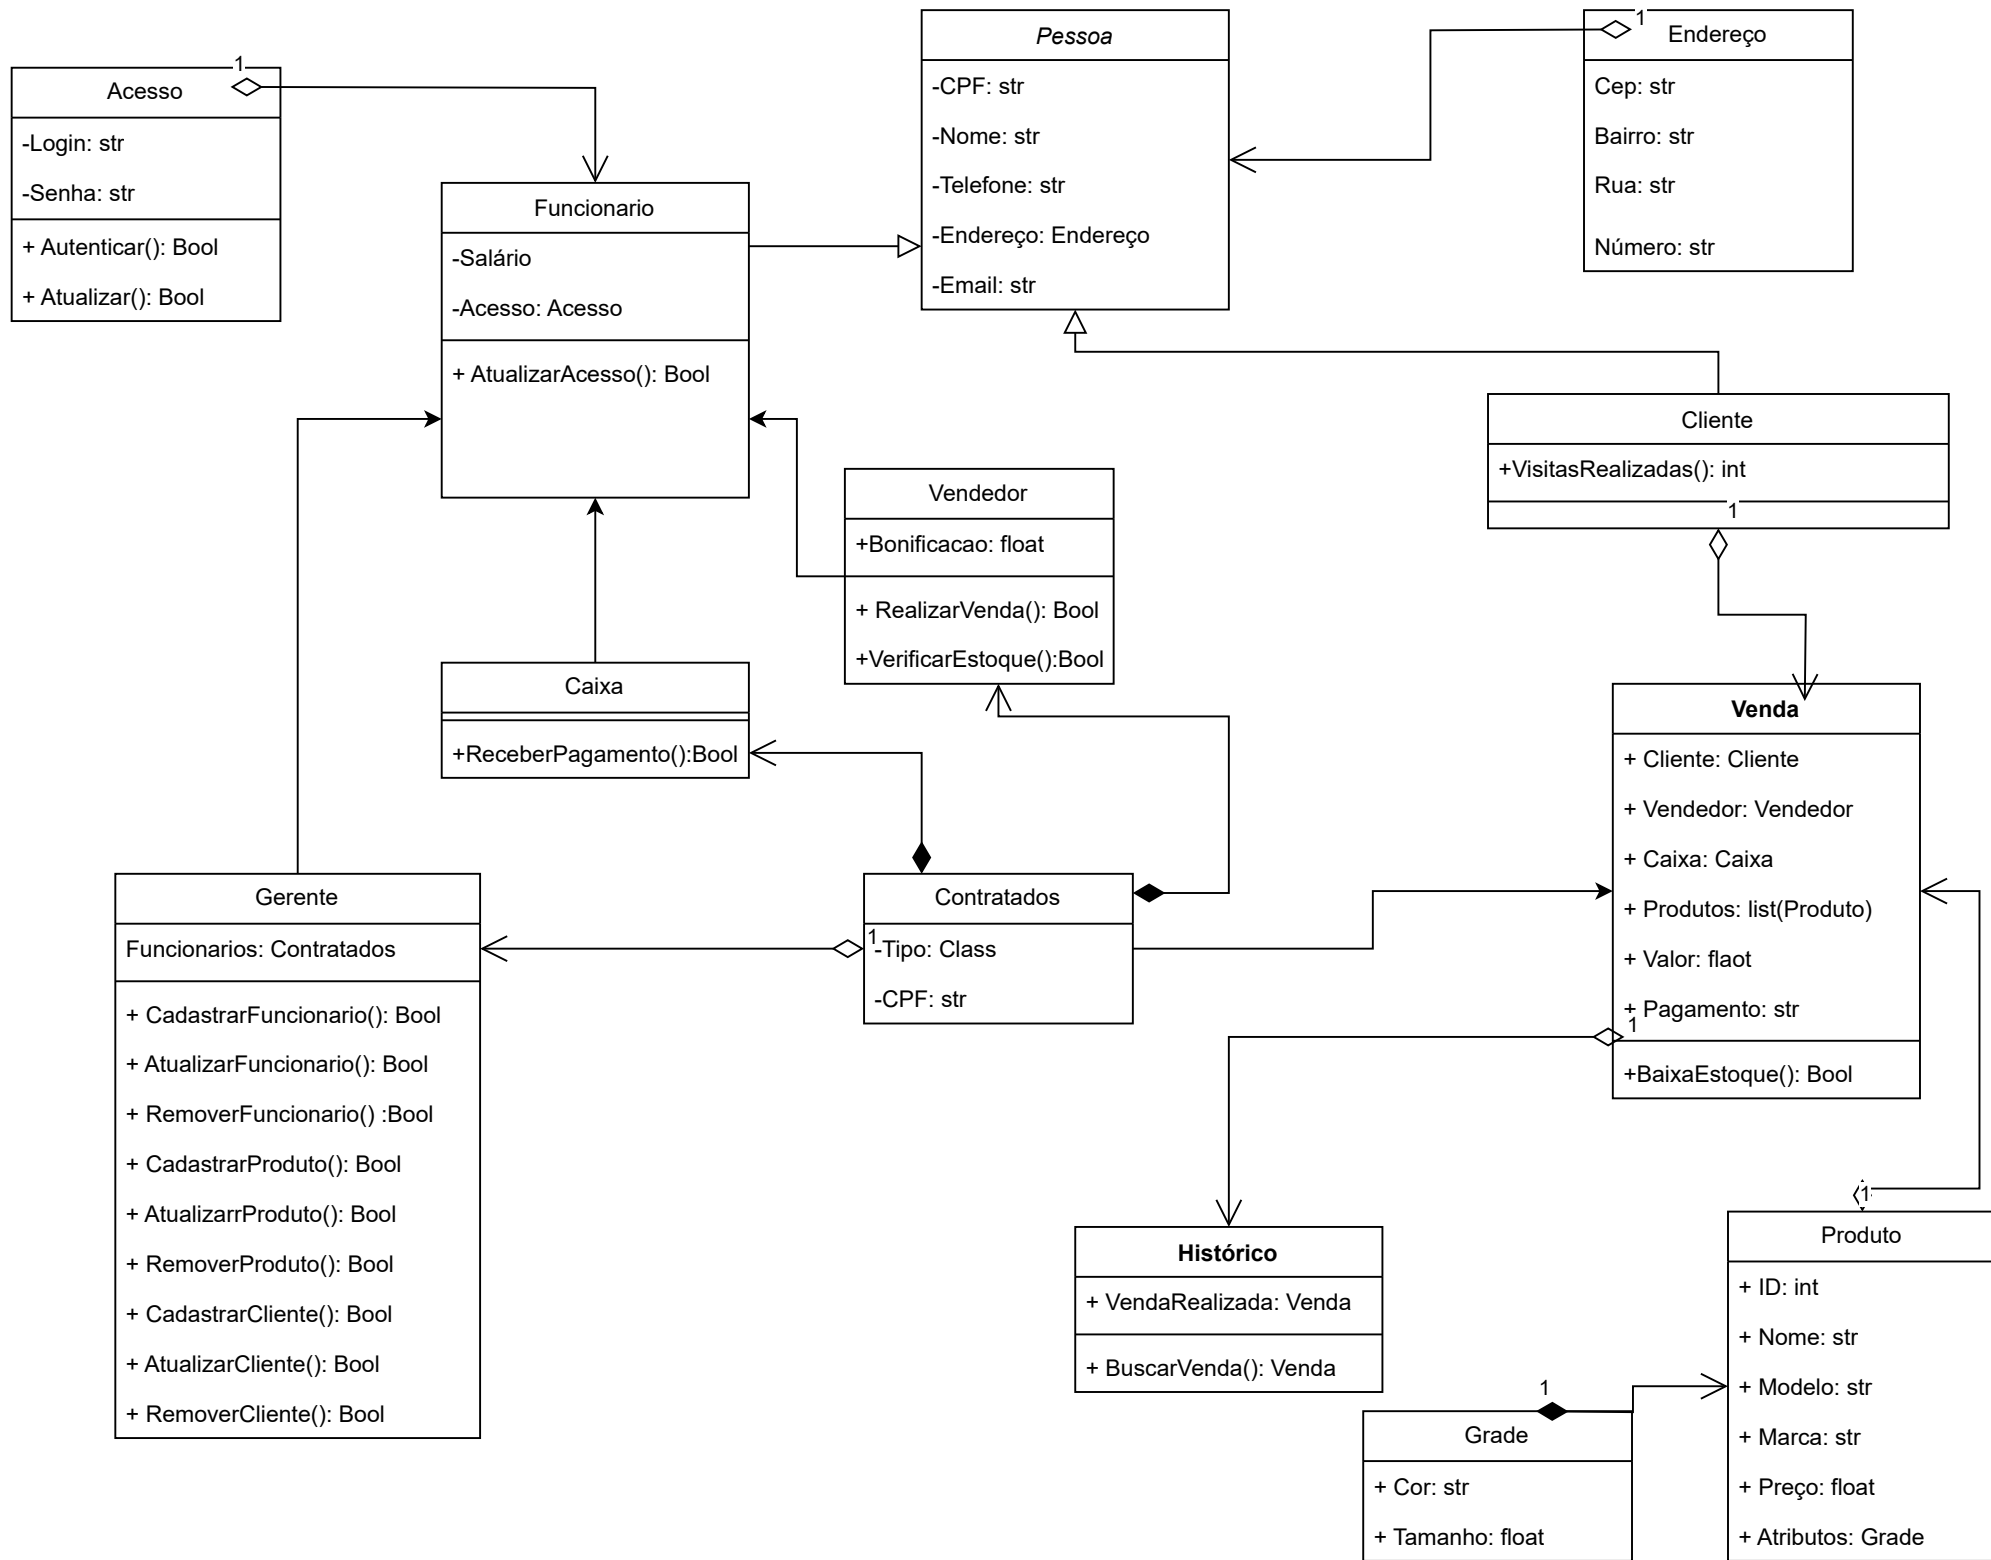 1
Acesso
-Login: str
-Senha: str
+ Autenticar(): Bool
+ Atualizar(): Bool
Funcionario
-Salário
-Acesso: Acesso
+ AtualizarAcesso(): Bool
Pessoa
-CPF: str
-Nome: str
-Telefone: str
-Endereço: Endereço
-Email: str
1
Endereço
Cep: str
Bairro: str
Rua: str
Número: str
Cliente
+VisitasRealizadas(): int
1
Vendedor
+Bonificacao: float
+ RealizarVenda(): Bool
+VerificarEstoque():Bool
Caixa
+ReceberPagamento():Bool
Venda
+ Cliente: Cliente
+ Vendedor: Vendedor
+ Caixa: Caixa
+ Produtos: list(Produto)
+ Valor: flaot
+ Pagamento: str
1
+BaixaEstoque(): Bool
Gerente
Funcionarios: Contratados
+ CadastrarFuncionario(): Bool
+ AtualizarFuncionario(): Bool
+ RemoverFuncionario() :Bool
+ CadastrarProduto(): Bool
+ AtualizarrProduto(): Bool
+ RemoverProduto(): Bool
+ CadastrarCliente(): Bool
+ AtualizarCliente(): Bool
+ RemoverCliente(): Bool
Contratados
1
-Tipo: Class
-CPF: str
Histórico
+ VendaRealizada: Venda
+ BuscarVenda(): Venda
1
Produto
+ ID: int
+ Nome: str
+ Modelo: str
+ Marca: str
+ Preço: float
+ Atributos: Grade
1
Grade
+ Cor: str
+ Tamanho: float